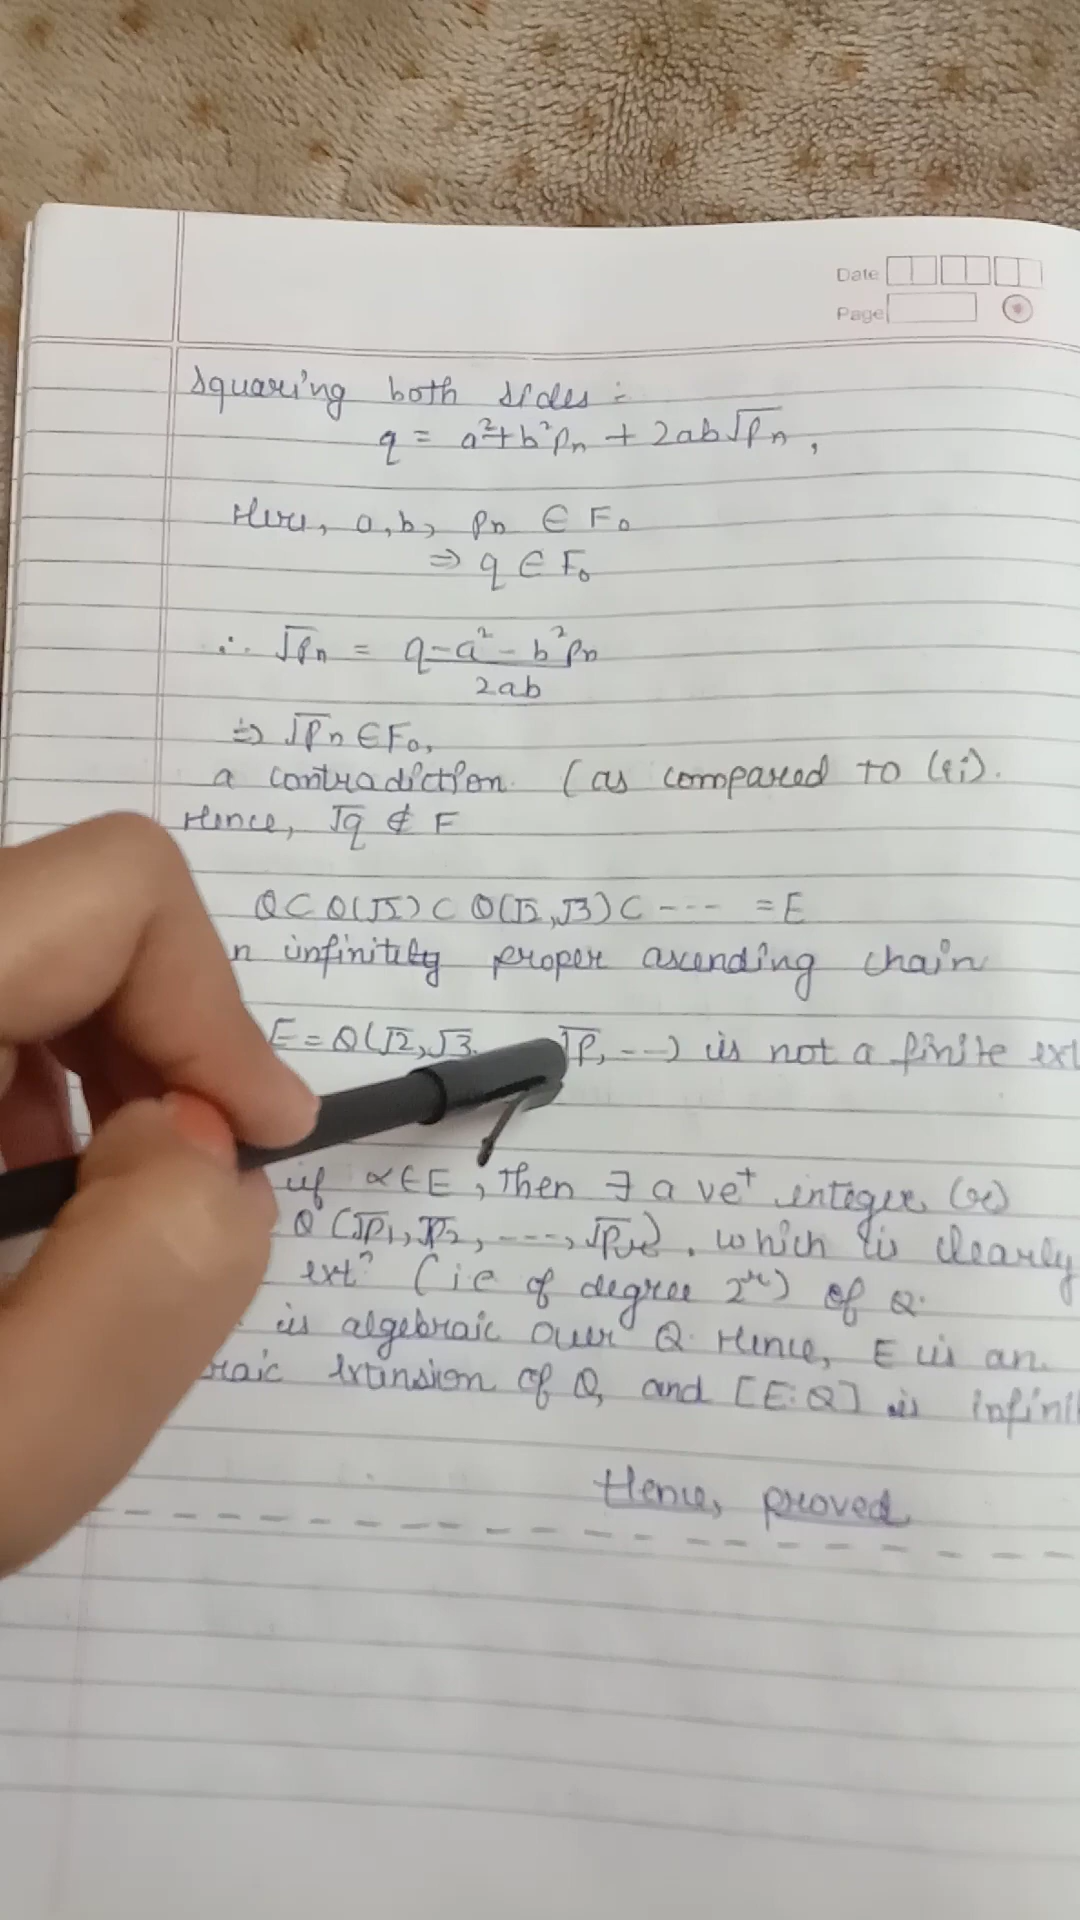 Date
Page
Squaring both sides :-
q = a²+b²pn + 2ab√pn ,
Here, a,b, pn ∈ F₀
⇒ q ∈ F₀
∴ √pn = q-a²-b²pn
2ab
⇒ √pn ∈ F₀,
a contradiction. (as compared to (ii).
Hence, √q ∉ F
Q ⊂ Q(√2) ⊂ Q(√2,√3) ⊂ ---- = E
n infinitely proper ascending chain
E = Q(√2,√3. √p, ---) is not a finite ext
if α ∈ E , Then ∃ a ve⁺ integer (r)
Q (√p₁,√p₂, ----, √pr) . which is clearly
extⁿ (i.e of degree 2ʳ) of Q.
is algebraic over Q. Hence, E is an
raic extension of Q, and [E:Q] is infini
Hence, proved